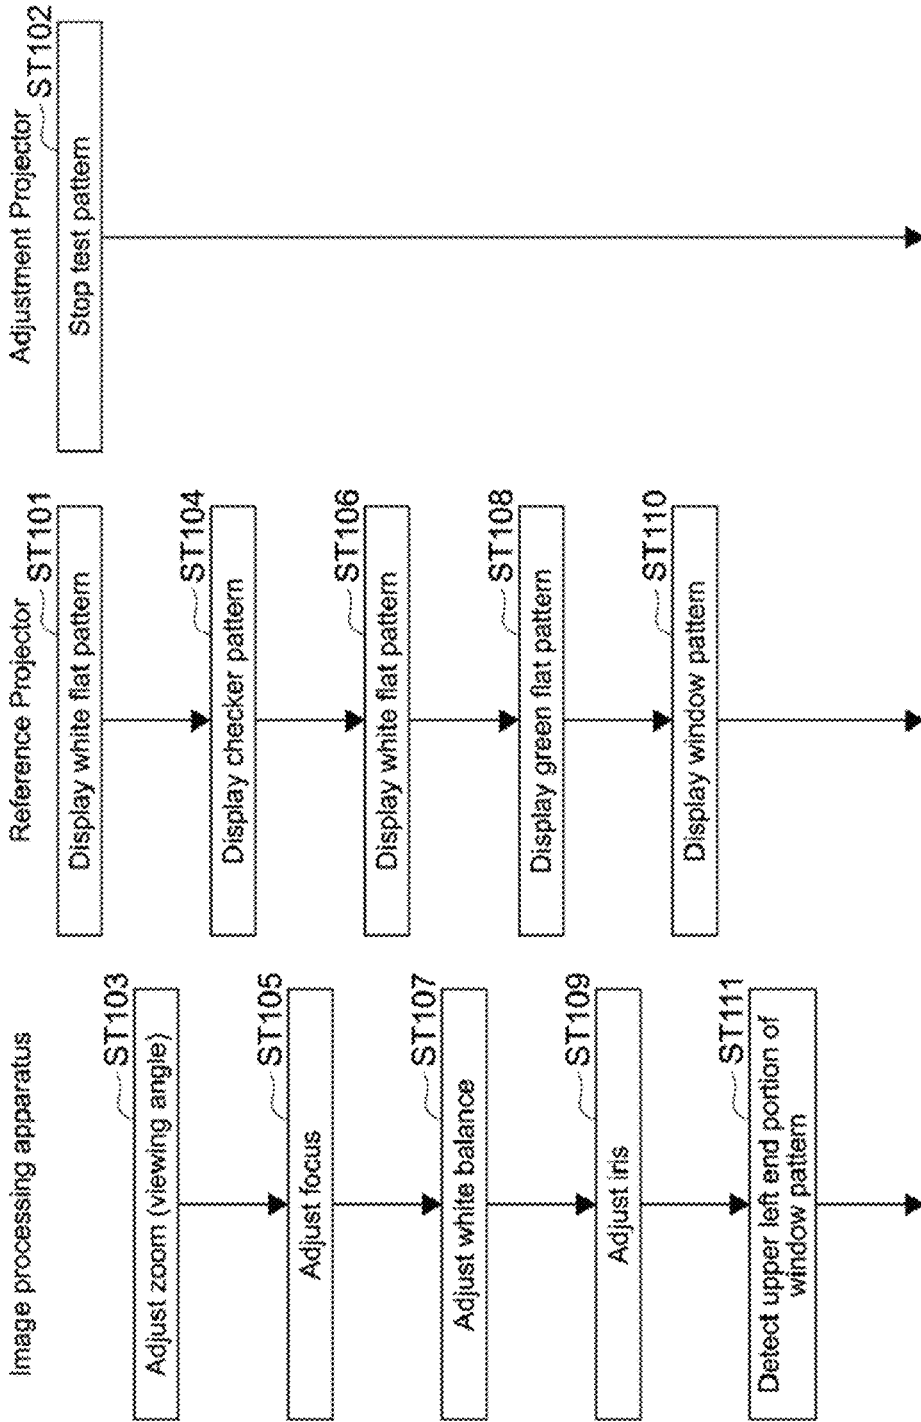 Image processing apparatus
Reference Projector
Adjustment Projector
ST101
Display white flat pattern
ST102
Stop test pattern
ST103
Adjust zoom (viewing angle)
ST104
Display checker pattern
ST105
Adjust focus
ST106
Display white flat pattern
ST107
Adjust white balance
ST108
Display green flat pattern
ST109
Adjust iris
ST110
Display window pattern
ST111
Detect upper left end portion of
window pattern